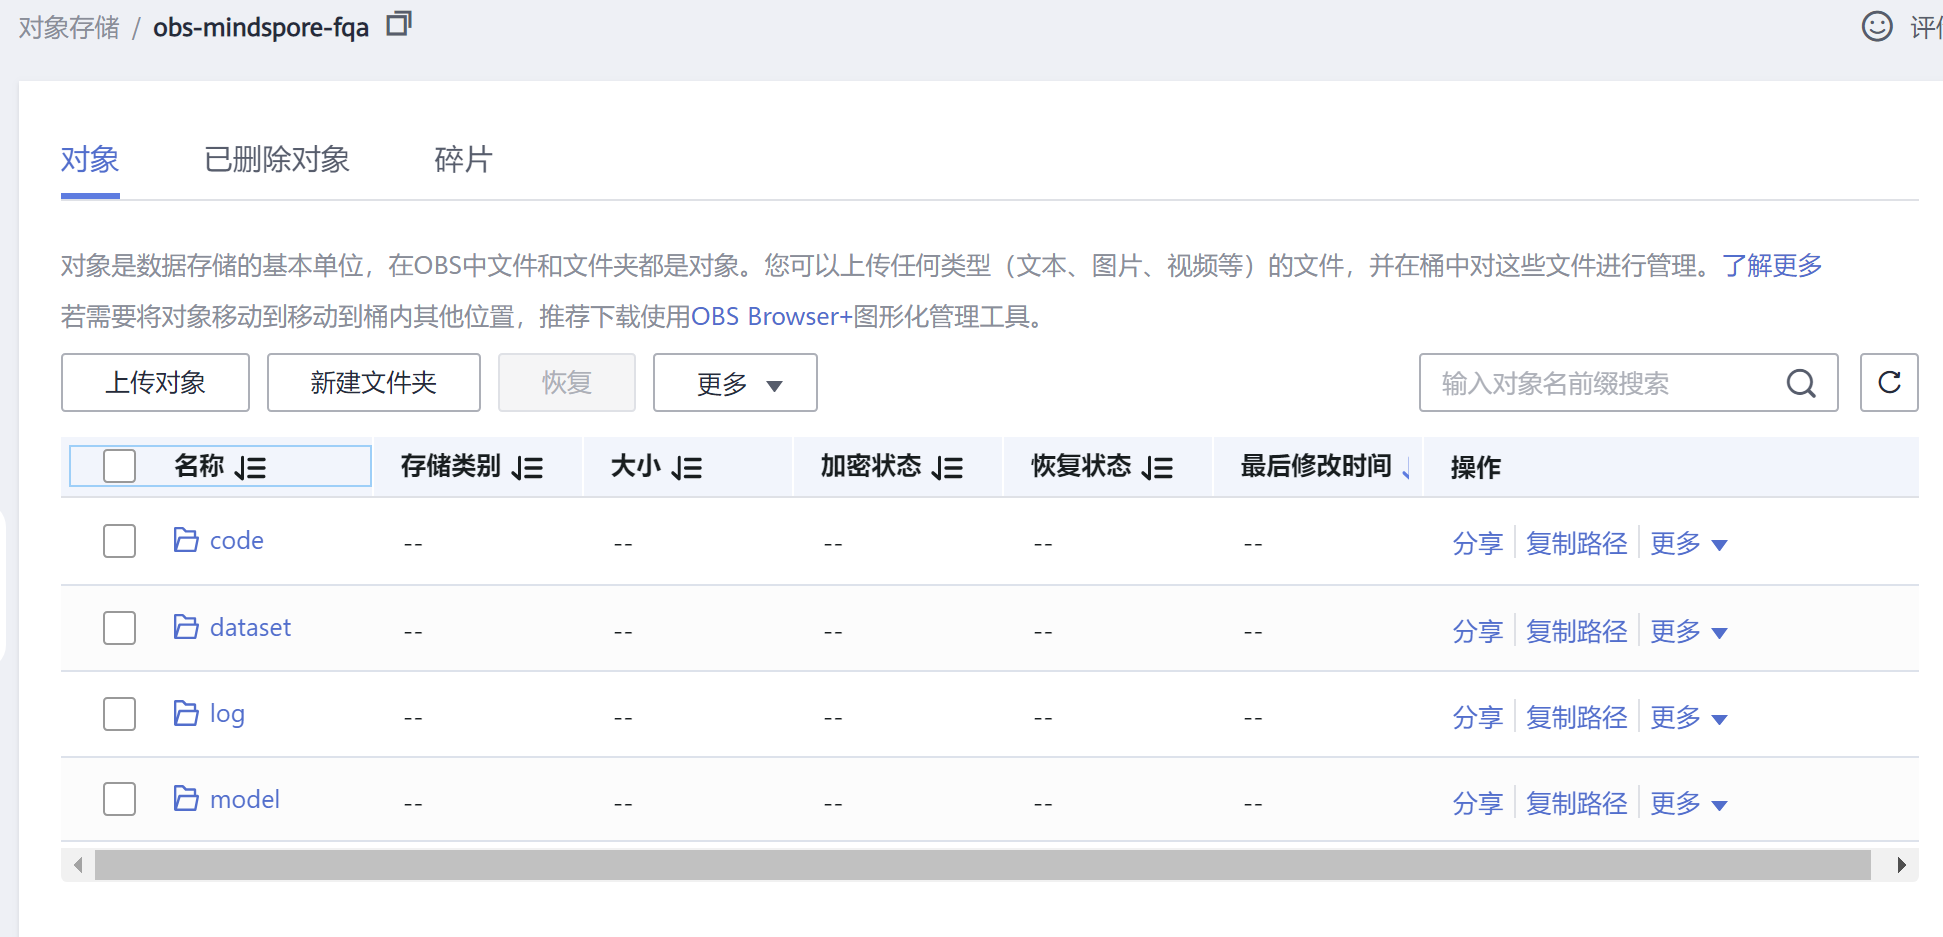 对象存储 / obs-mindspore-fqa
对象 已删除对象 碎片
对象是数据存储的基本单位，在OBS中文件和文件夹都是对象。您可以上传任何类型（文本、图片、视频等）的文件，并在桶中对这些文件进行管理。了解更多
若需要将对象移动到移动到桶内其他位置，推荐下载使用OBS Browser+图形化管理工具。
上传对象 新建文件夹 恢复 更多 输入对象名前缀搜索
名称 存储类别 大小 加密状态 恢复状态 最后修改时间 操作
code -- -- -- -- -- 分享 复制路径 更多
dataset -- -- -- -- -- 分享 复制路径 更多
log -- -- -- -- -- 分享 复制路径 更多
model -- -- -- -- -- 分享 复制路径 更多